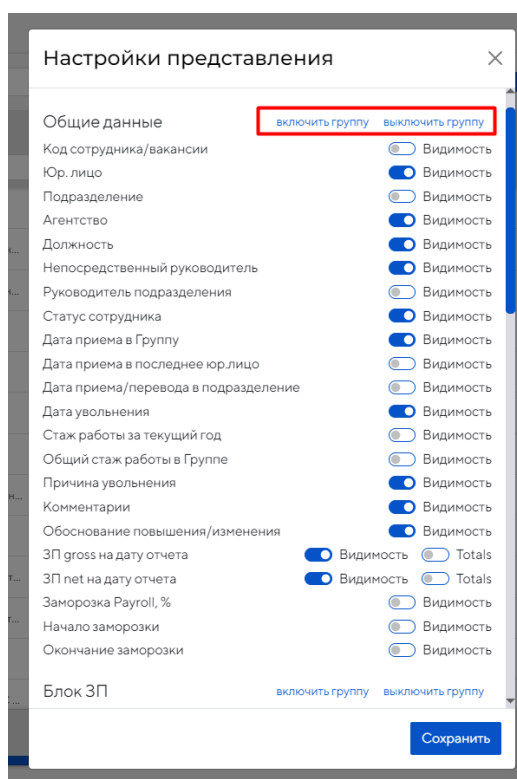 Настройки представления
Общие данные включить группу выключить группу
Код сотрудника/вакансии Видимость
Юр. лицо Видимость
Подразделение Видимость
Агентство Видимость
Должность Видимость
Непосредственный руководитель Видимость
Руководитель подразделения Видимость
Статус сотрудника Видимость
Дата приема в Группу Видимость
Дата приема в последнее юр.лицо Видимость
Дата приема/перевода в подразделение Видимость
Дата увольнения Видимость
Стаж работы за текущий год Видимость
Общий стаж работы в Группе Видимость
Причина увольнения Видимость
Комментарии Видимость
Обоснование повышения/изменения Видимость
ЗП gross на дату отчета Видимость Totals
ЗП net на дату отчета Видимость Totals
Заморозка Payroll, % Видимость
Начало заморозки Видимость
Окончание заморозки Видимость
Блок ЗП включить группу выключить группу
Сохранить